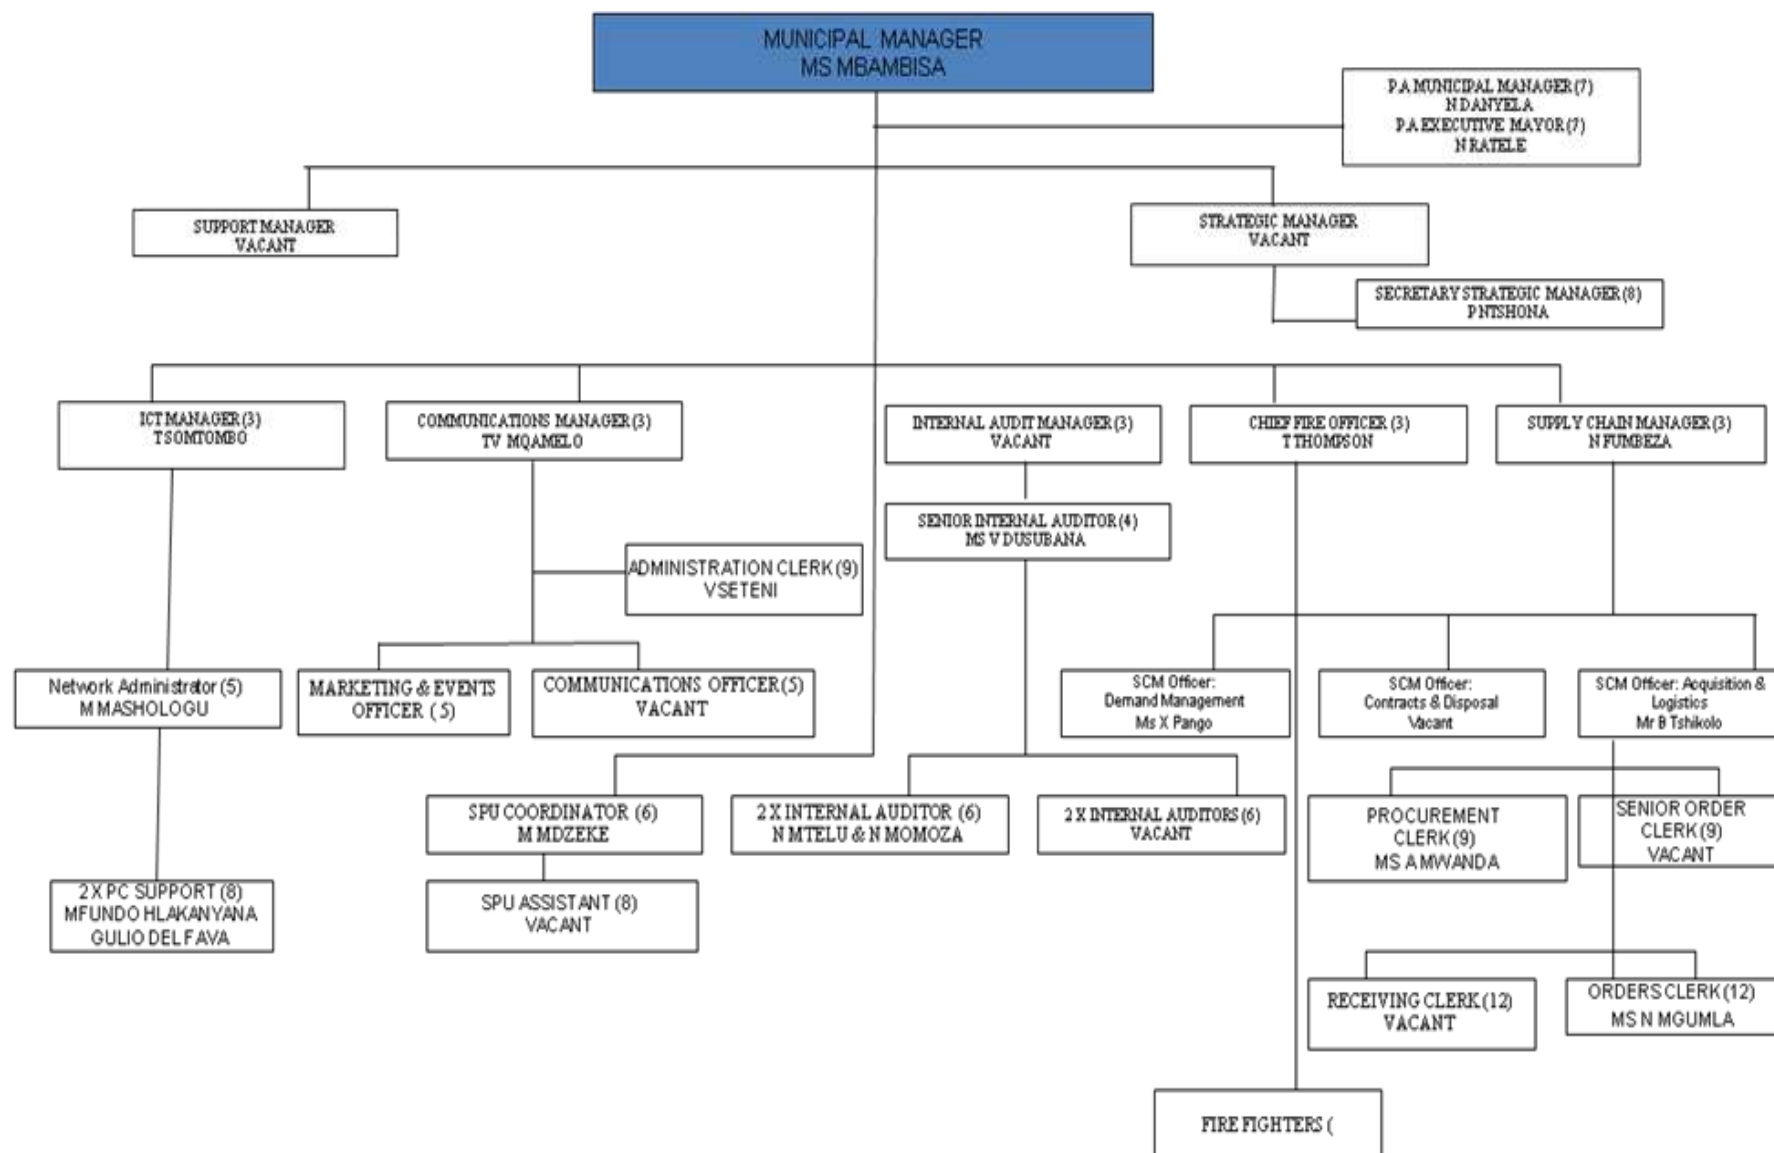 MUNICIPAL MANAGER
MS MBAMBISA
P.A MUNICIPAL MANAGER (7)
N DANYELA
P.A EXECUTIVE MAYOR (7)
N RATELE
SUPPORT MANAGER
VACANT
STRATEGIC MANAGER
VACANT
SECRETARY STRATEGIC MANAGER (8)
P NTSHONA
ICT MANAGER (3)
T SOMTOMBO
COMMUNICATIONS MANAGER (3)
TV MQAMELO
INTERNAL AUDIT MANAGER (3)
VACANT
CHIEF FIRE OFFICER (3)
T THOMPSON
SUPPLY CHAIN MANAGER (3)
N FUMBEZA
SENIOR INTERNAL AUDITOR (4)
MS V DUSUBANA
ADMINISTRATION CLERK (9)
V SETENI
Network Administrator (5)
M MASHOLOGU
MARKETING & EVENTS
OFFICER ( 5)
COMMUNICATIONS OFFICER (5)
VACANT
SCM Officer:
Demand Management
Ms X Pango
SCM Officer:
Contracts & Disposal
Vacant
SCM Officer: Acquisition &
Logistics
Mr B Tshikolo
SPU COORDINATOR (6)
M MDZEKE
2 X INTERNAL AUDITOR (6)
N MTELU & N MOMOZA
2 X INTERNAL AUDITORS (6)
VACANT
PROCUREMENT
CLERK (9)
MS A MWANDA
SENIOR ORDER
CLERK (9)
VACANT
2 X PC SUPPORT (8)
MFUNDO HLAKANYANA
GULIO DEL FAVA
SPU ASSISTANT (8)
VACANT
RECEIVING CLERK (12)
VACANT
ORDERS CLERK (12)
MS N MGUMLA
FIRE FIGHTERS (